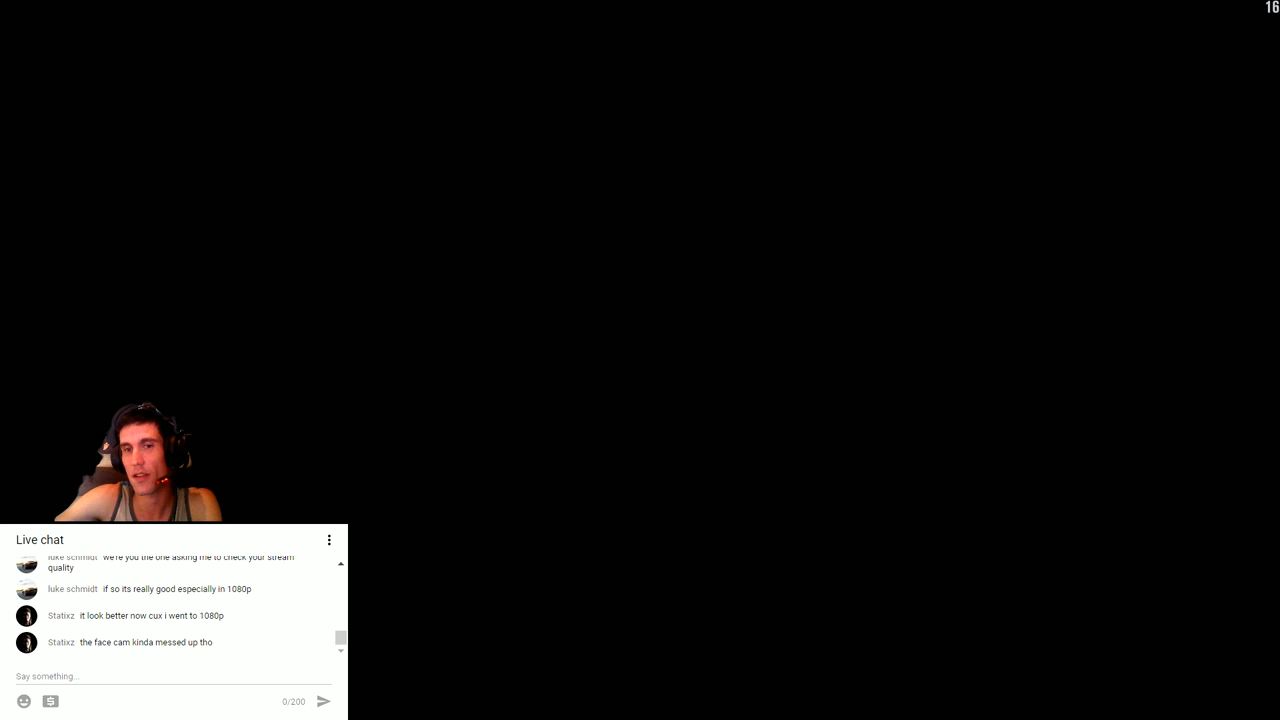 16
Live chat
luke schmidt we're you the one asking me to check your stream
quality
luke schmidt if so its really good especially in 1080p
Statixz it look better now cux i went to 1080p
Statixz the face cam kinda messed up tho
Say something...
0/200